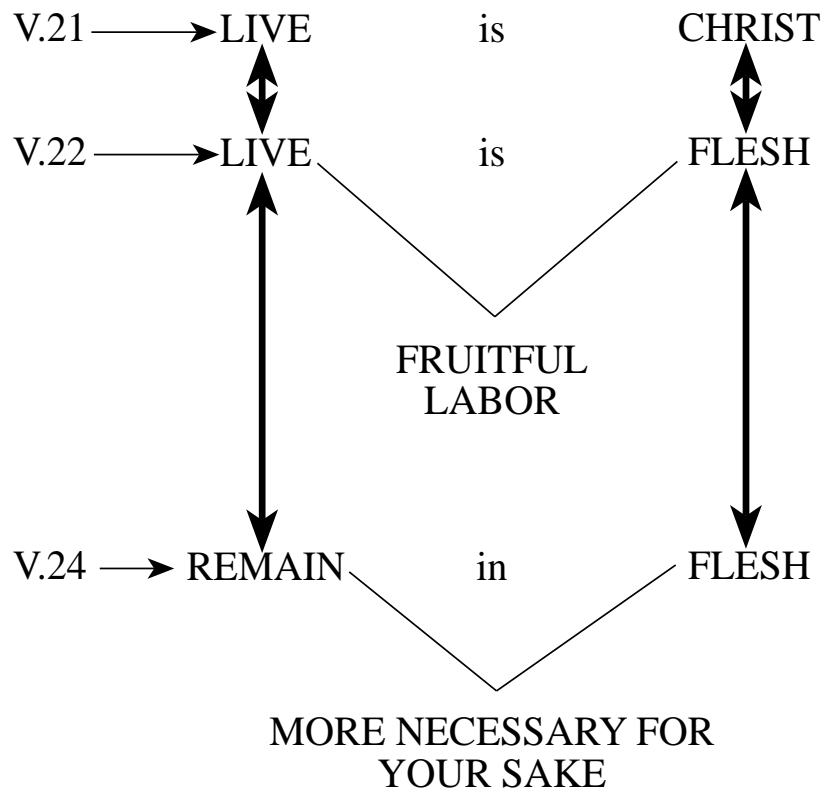 V.21 LIVE is CHRIST
V.22 LIVE is FLESH
FRUITFUL
LABOR
V.24 REMAIN in FLESH
MORE NECESSARY FOR
YOUR SAKE